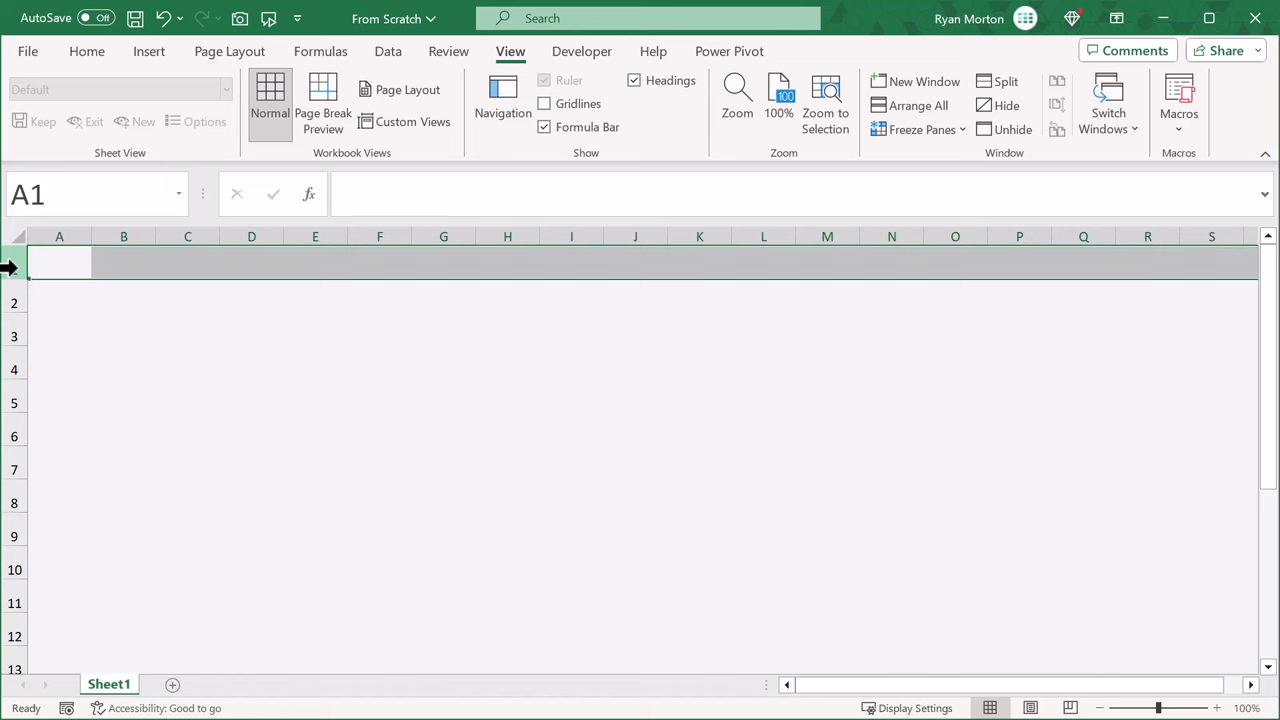 AutoSave Off From Scratch Search Ryan Morton
File Home Insert Page Layout Formulas Data Review View Developer Help Power Pivot Comments Share
Default
Keep Exit New Options
Sheet View
Normal
Page Break Preview
Page Layout
Custom Views
Workbook Views
Navigation
Ruler
Gridlines
Formula Bar
Headings
Show
Zoom
100
100%
Zoom to Selection
Zoom
New Window
Arrange All
Freeze Panes
Split
Hide
Unhide
Window
Switch Windows
Macros
Macros
A1 fx
A B C D E F G H I J K L M N O P Q R S
2
3
4
5
6
7
8
9
10
11
12
13
Sheet1
Ready Accessibility: Good to go Display Settings 100%